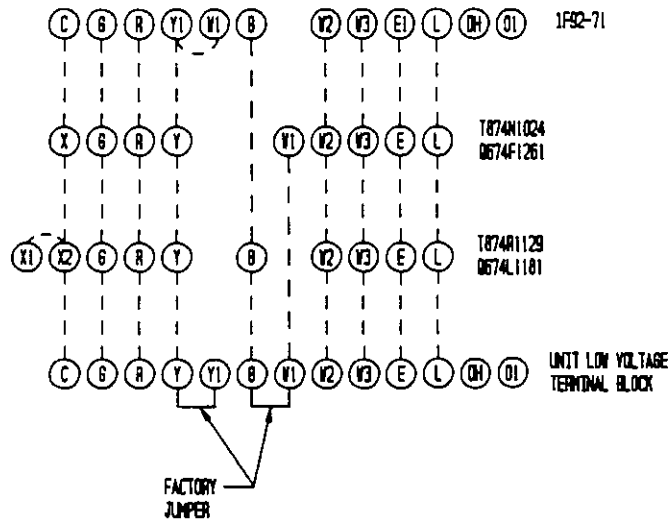 C G R Y1 W1 B W2 W3 E1 L OH O1 1F92-71
X G R Y W1 W2 W3 E L T874N1024
Q674F1261
X1 X2 G R Y B W2 W3 E L T874R1129
Q674L1181
C G R Y Y1 B W1 W2 W3 E L OH O1 UNIT LOW VOLTAGE
TERMINAL BLOCK
FACTORY
JUMPER